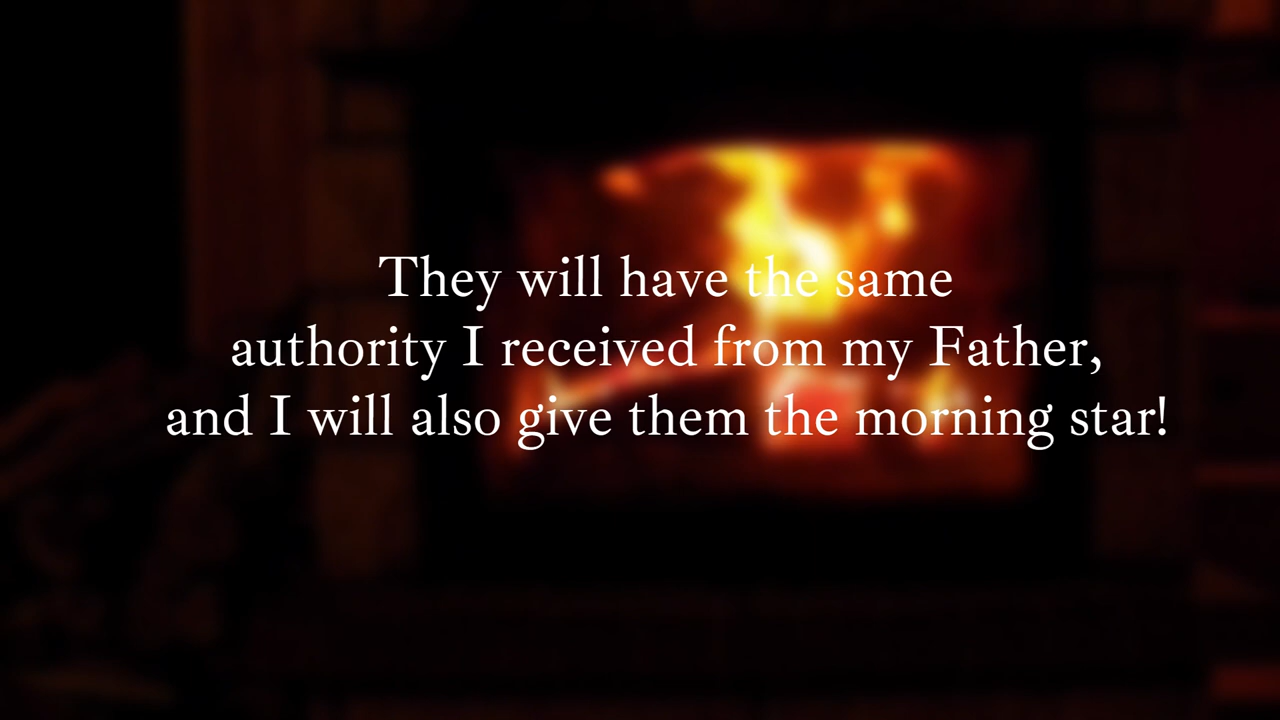 They will have the same
authority I received from my Father,
and I will also give them the morning star!